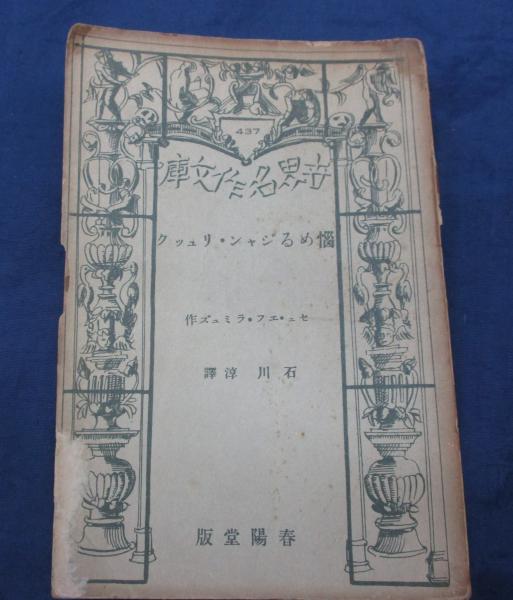 437
世界名作文庫
悩めるジャン・リュック
セェ・エフ・ラミュズ作
石川淳譯
春陽堂版